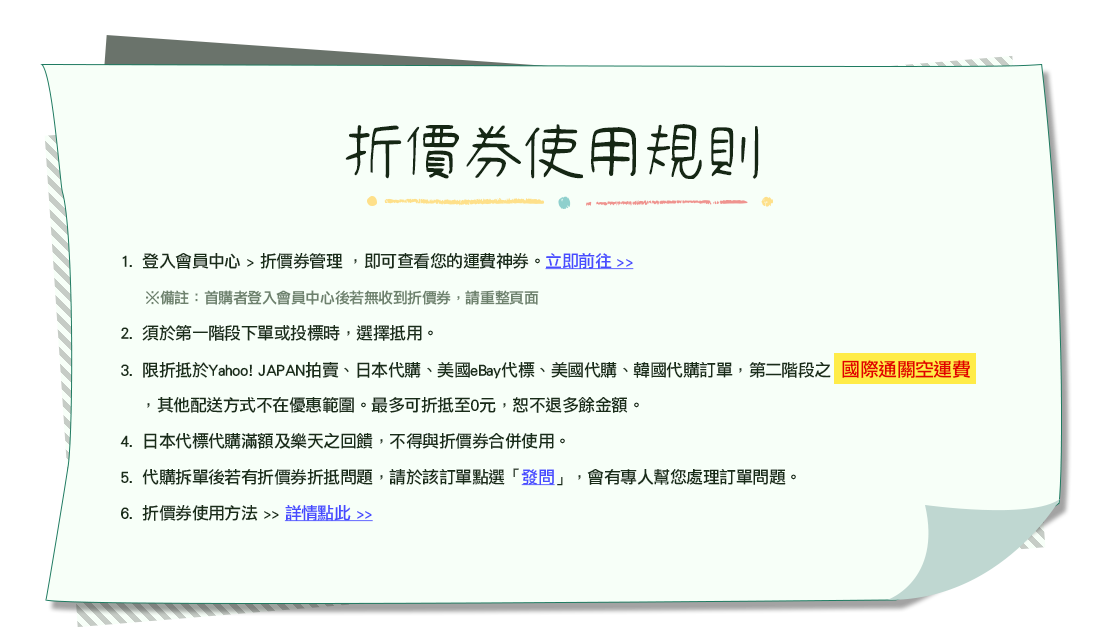 折價券使用規則
1. 登入會員中心 > 折價券管理 ，即可查看您的運費神券。立即前往 >>
※備註：首購者登入會員中心後若無收到折價券，請重整頁面
2. 須於第一階段下單或投標時，選擇抵用。
3. 限折抵於Yahoo! JAPAN拍賣、日本代購、美國eBay代標、美國代購、韓國代購訂單，第二階段之 國際通關空運費
，其他配送方式不在優惠範圍。最多可折抵至0元，恕不退多餘金額。
4. 日本代標代購滿額及樂天之回饋，不得與折價券合併使用。
5. 代購拆單後若有折價券折抵問題，請於該訂單點選「發問」，會有專人幫您處理訂單問題。
6. 折價券使用方法 >> 詳情點此 >>